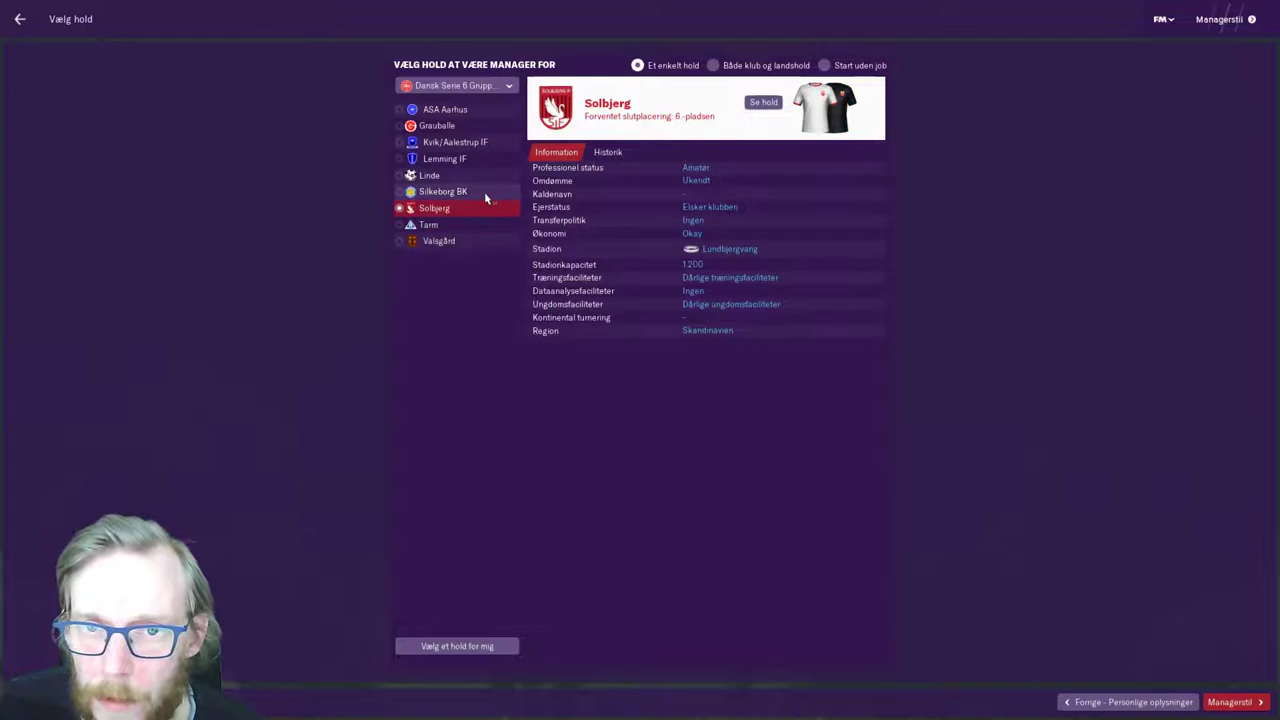 Vælg hold
FM
Managerstil
VÆLG HOLD AT VÆRE MANAGER FOR
Et enkelt hold
Både klub og landshold
Start uden job
Dansk Serie 6 Grupp...
ASA Aarhus
Grauballe
Kvik/Aalestrup IF
Lemming IF
Linde
Silkeborg BK
Solbjerg
Tarm
Valsgård
SOLBJERG IF
Solbjerg
Forventet slutplacering: 6.-pladsen
Se hold
Information
Historik
Professionel status Amatør
Omdømme Ukendt
Kaldenavn -
Ejerstatus Elsker klubben
Transferpolitik Ingen
Økonomi Okay
Stadion Lundbjergvang
Stadionkapacitet 1.200
Træningsfaciliteter Dårlige træningsfaciliteter
Dataanalysefaciliteter Ingen
Ungdomsfaciliteter Dårlige ungdomsfaciliteter
Kontinental turnering -
Region Skandinavien
Vælg et hold for mig
Forrige - Personlige oplysninger
Managerstil